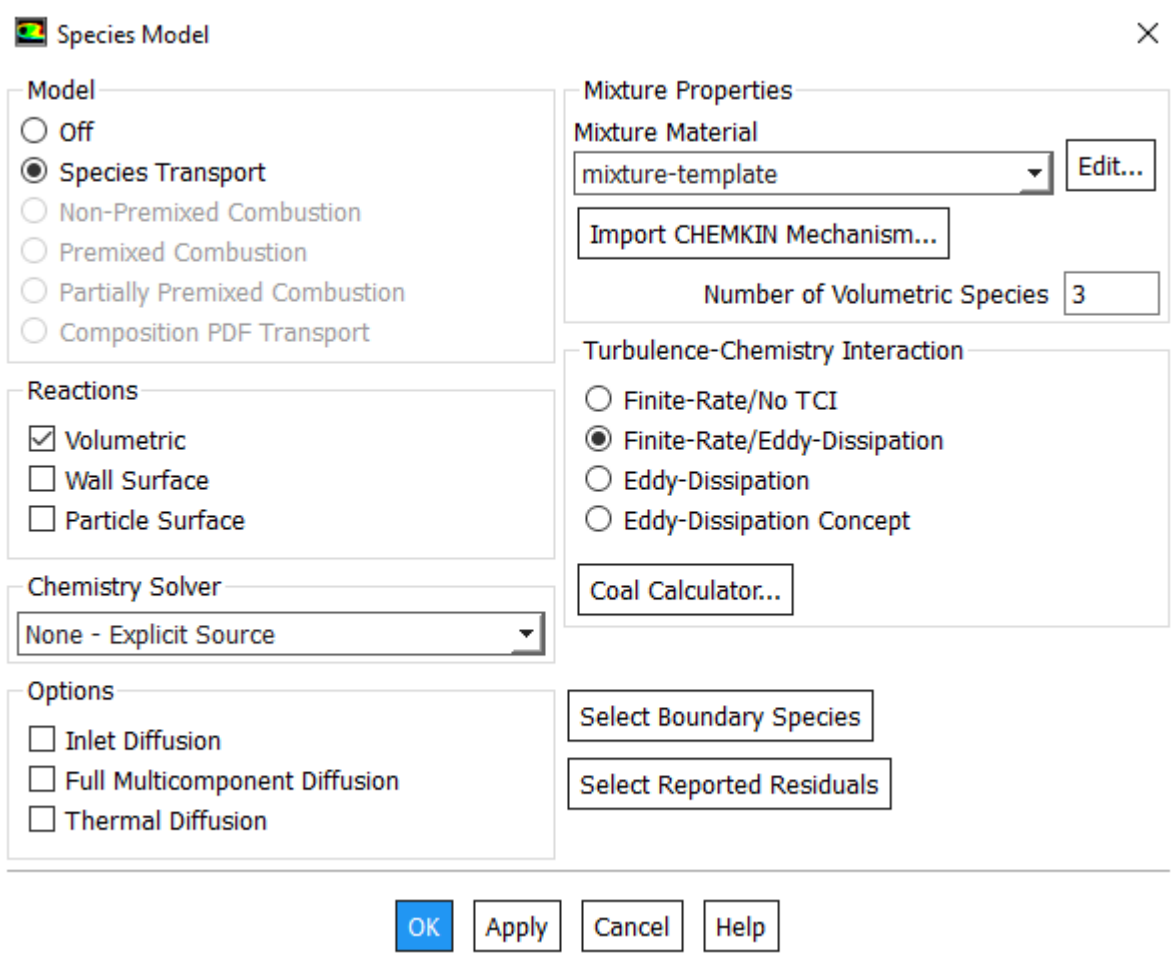 Species Model
Model
Off
Species Transport
Non-Premixed Combustion
Premixed Combustion
Partially Premixed Combustion
Composition PDF Transport
Reactions
Volumetric
Wall Surface
Particle Surface
Chemistry Solver
None - Explicit Source
Options
Inlet Diffusion
Full Multicomponent Diffusion
Thermal Diffusion
Mixture Properties
Mixture Material
mixture-template
Edit...
Import CHEMKIN Mechanism...
Number of Volumetric Species 3
Turbulence-Chemistry Interaction
Finite-Rate/No TCI
Finite-Rate/Eddy-Dissipation
Eddy-Dissipation
Eddy-Dissipation Concept
Coal Calculator...
Select Boundary Species
Select Reported Residuals
OK Apply Cancel Help